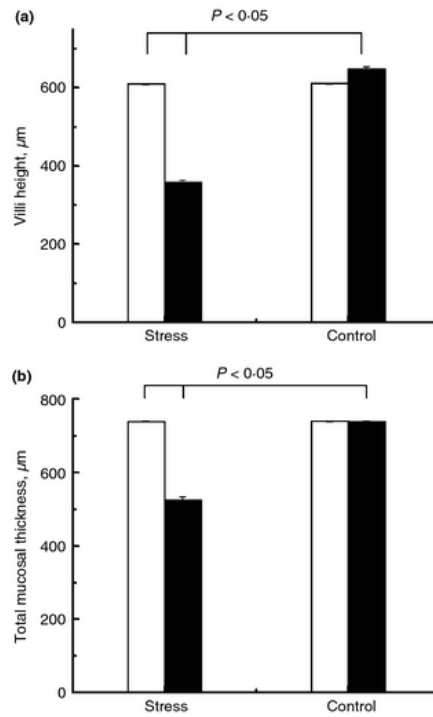 (a)
P < 0·05
600
400
200
0
Villi height, µm
Stress
Control
(b)
P < 0·05
800
600
400
200
0
Total mucosal thickness, µm
Stress
Control